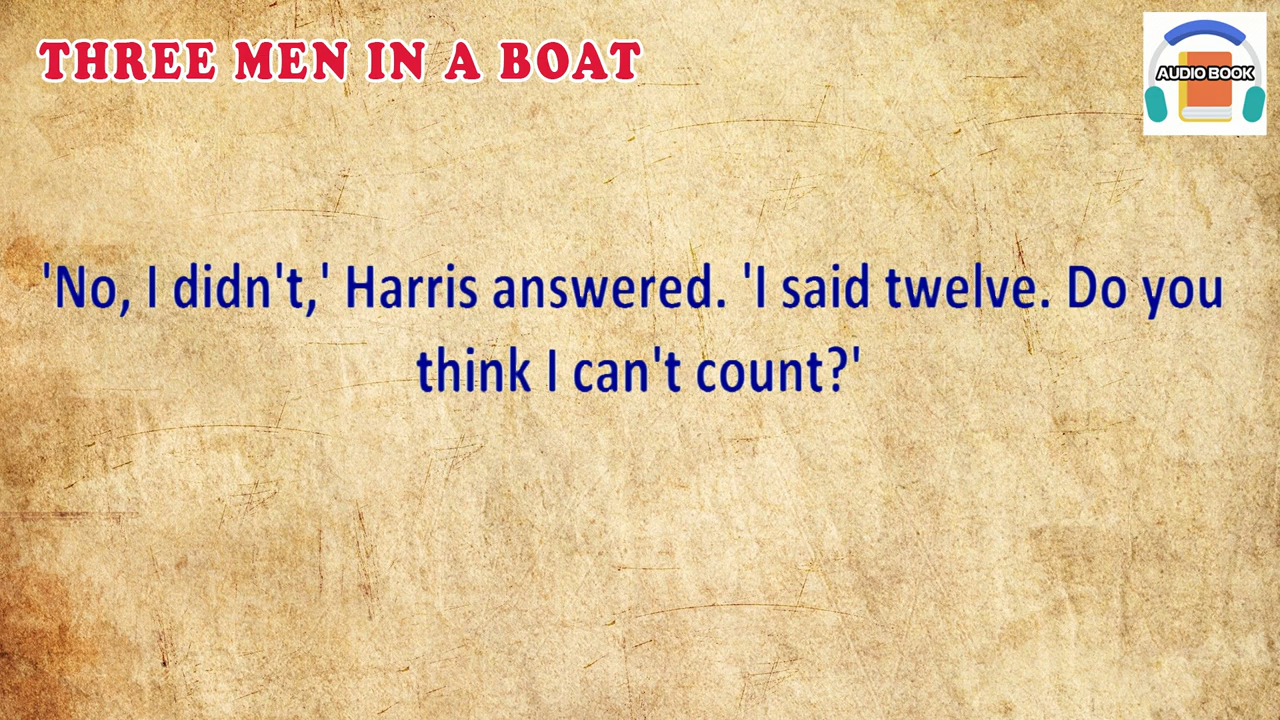 THREE MEN IN A BOAT
AUDIO BOOK
'No, I didn't,' Harris answered. 'I said twelve. Do you
think I can't count?'